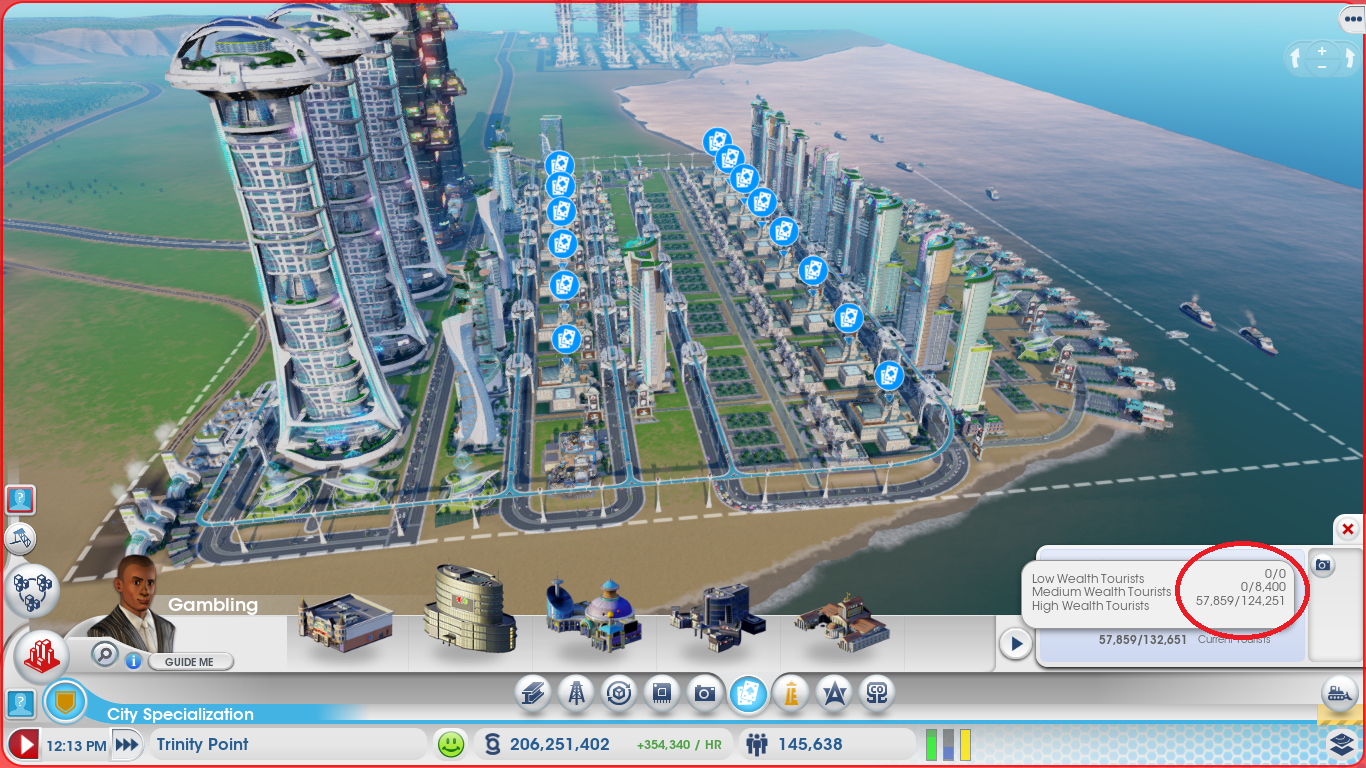 Low Wealth Tourists 0/0
Medium Wealth Tourists 0/8,400
High Wealth Tourists 57,859/124,251
57,859/132,651 Current Tourists
Gambling
GUIDE ME
City Specialization
12:13 PM Trinity Point 206,251,402 +354,340 / HR 145,638